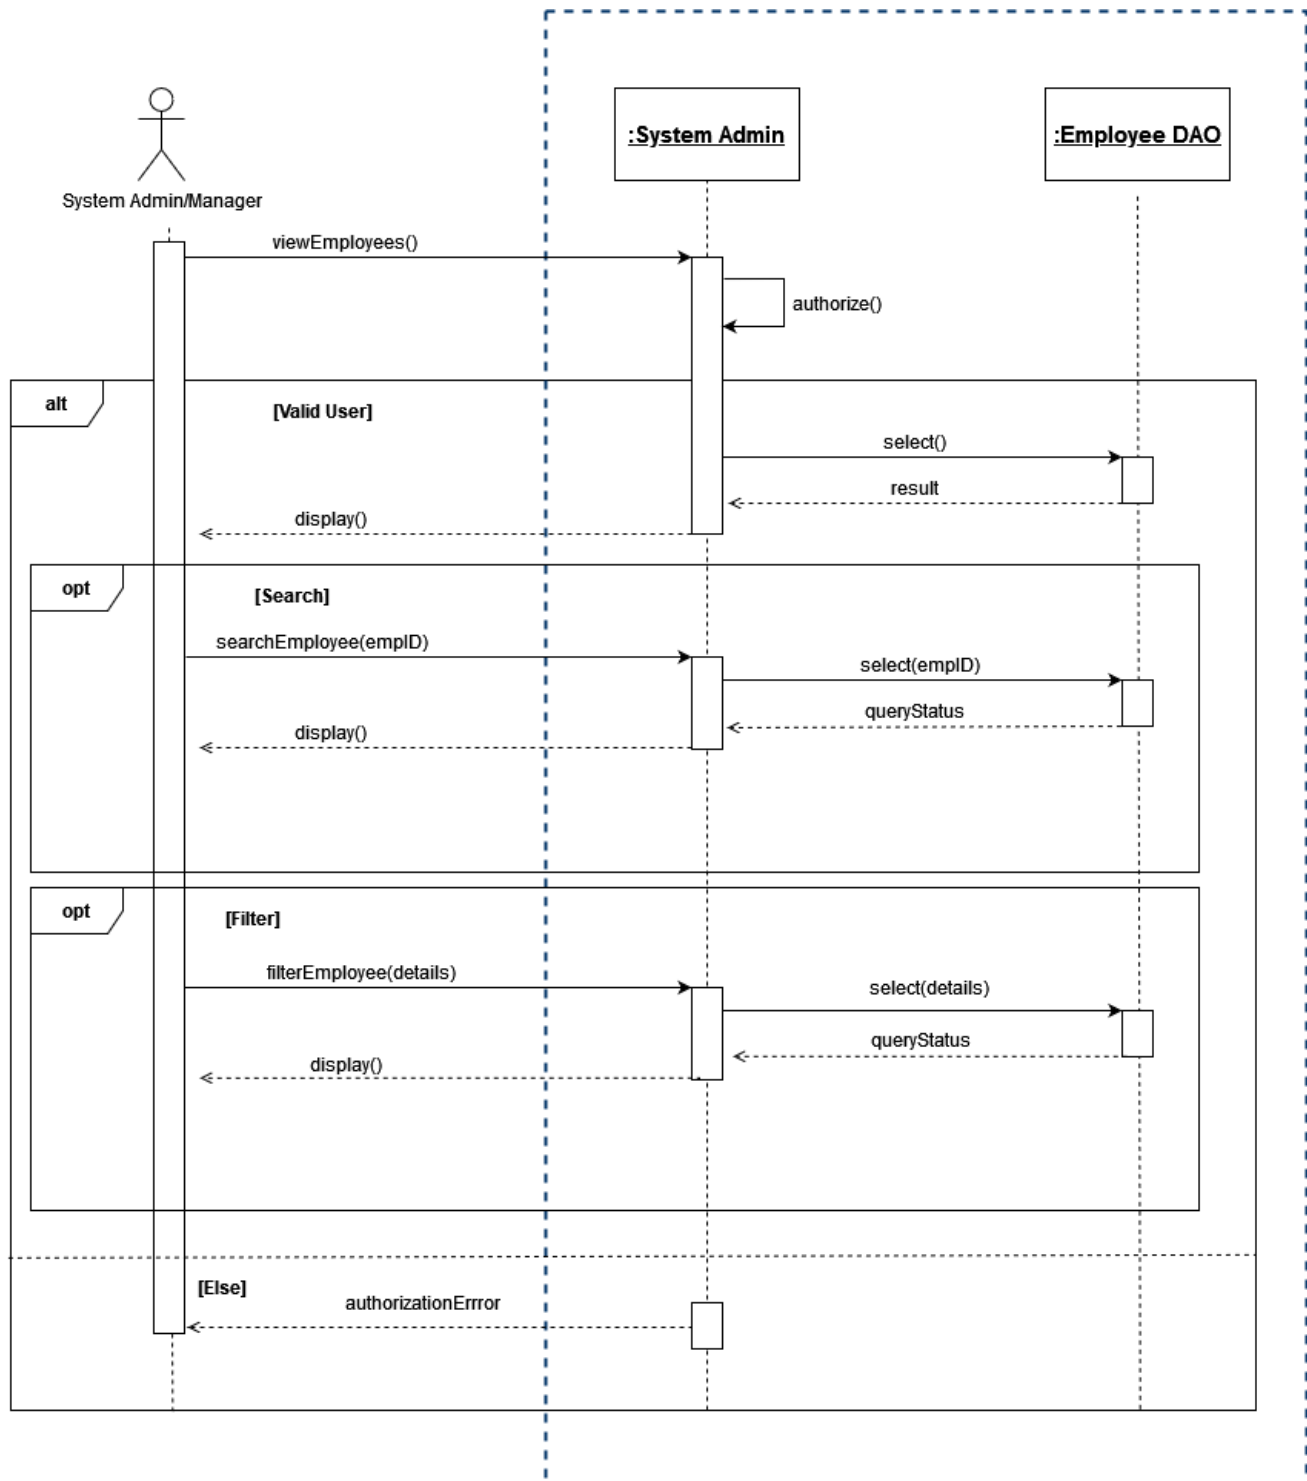 :System Admin
:Employee DAO
System Admin/Manager
viewEmployees()
authorize()
alt
[Valid User]
select()
result
display()
opt
[Search]
searchEmployee(empID)
select(empID)
queryStatus
display()
opt
[Filter]
filterEmployee(details)
select(details)
queryStatus
display()
[Else]
authorizationErrror